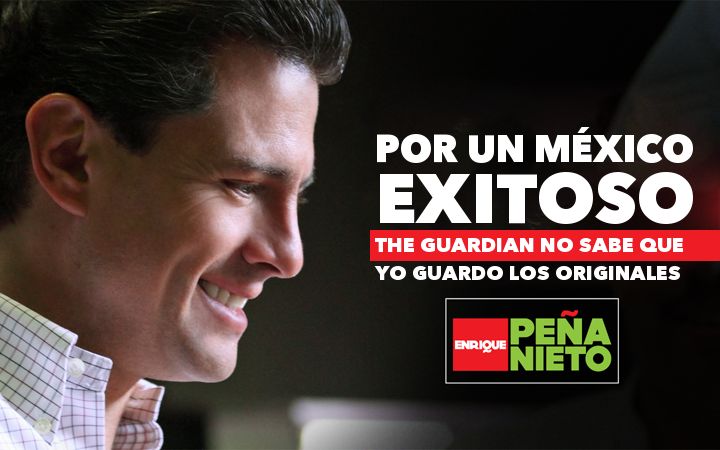 POR UN MÉXICO
EXITOSO
THE GUARDIAN NO SABE QUE
YO GUARDO LOS ORIGINALES
ENRIQUE
PEÑA
NIETO